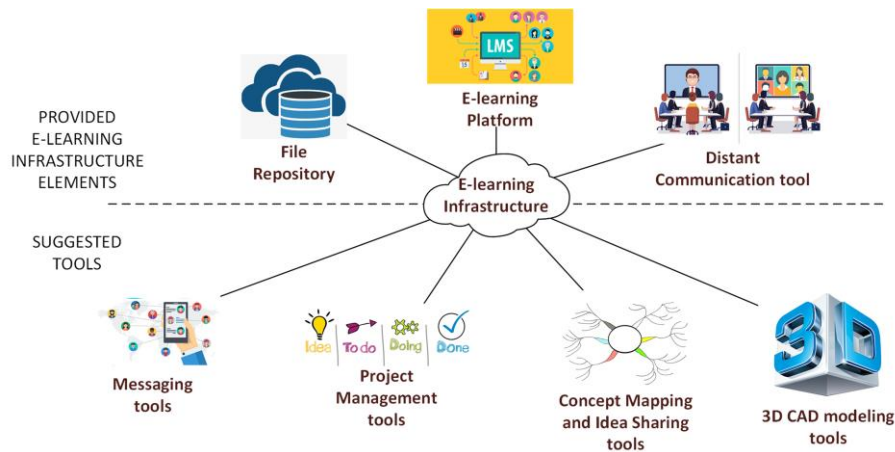 LMS
E-learning
Platform
PROVIDED
E-LEARNING
INFRASTRUCTURE
ELEMENTS
File
Repository
Distant
Communication tool
E-learning
Infrastructure
SUGGESTED
TOOLS
Messaging
tools
Idea
To do
Doing
Done
Project
Management
tools
Concept Mapping
and Idea Sharing
tools
3D
3D CAD modeling
tools